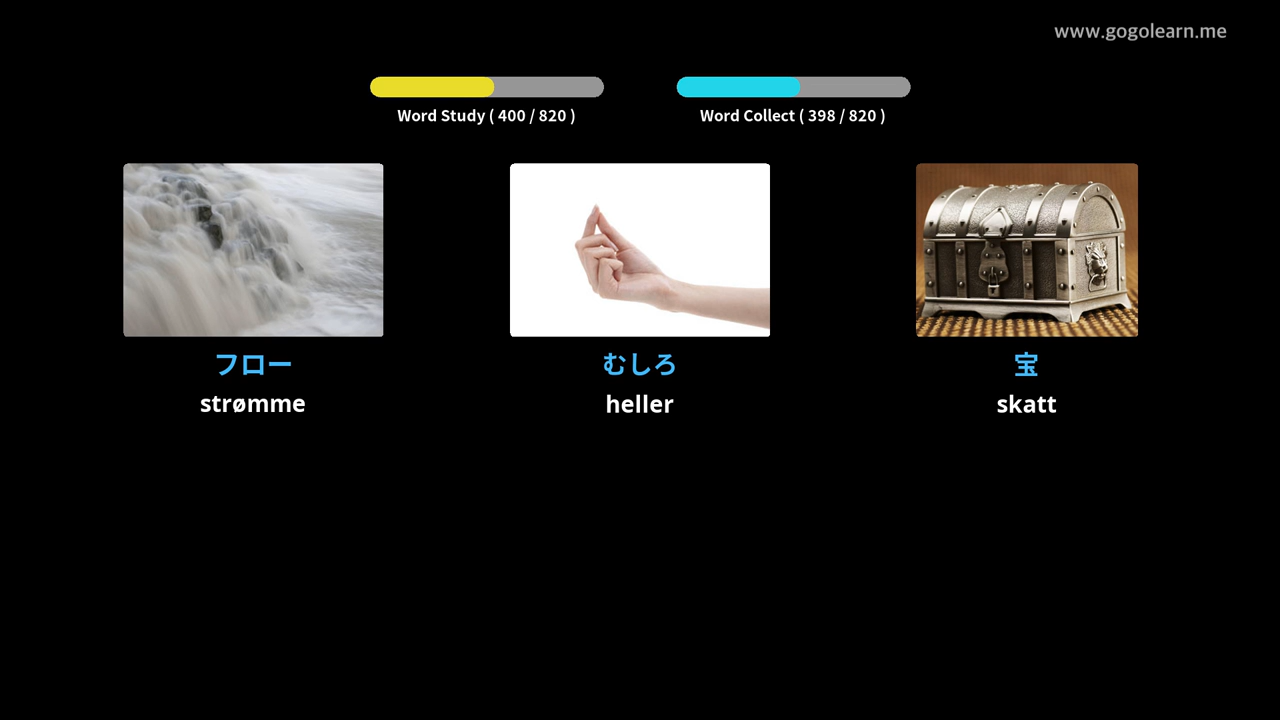 www.gogolearn.me
Word Study ( 400 / 820 )
Word Collect ( 398 / 820 )
フロー
むしろ
宝
strømme
heller
skatt